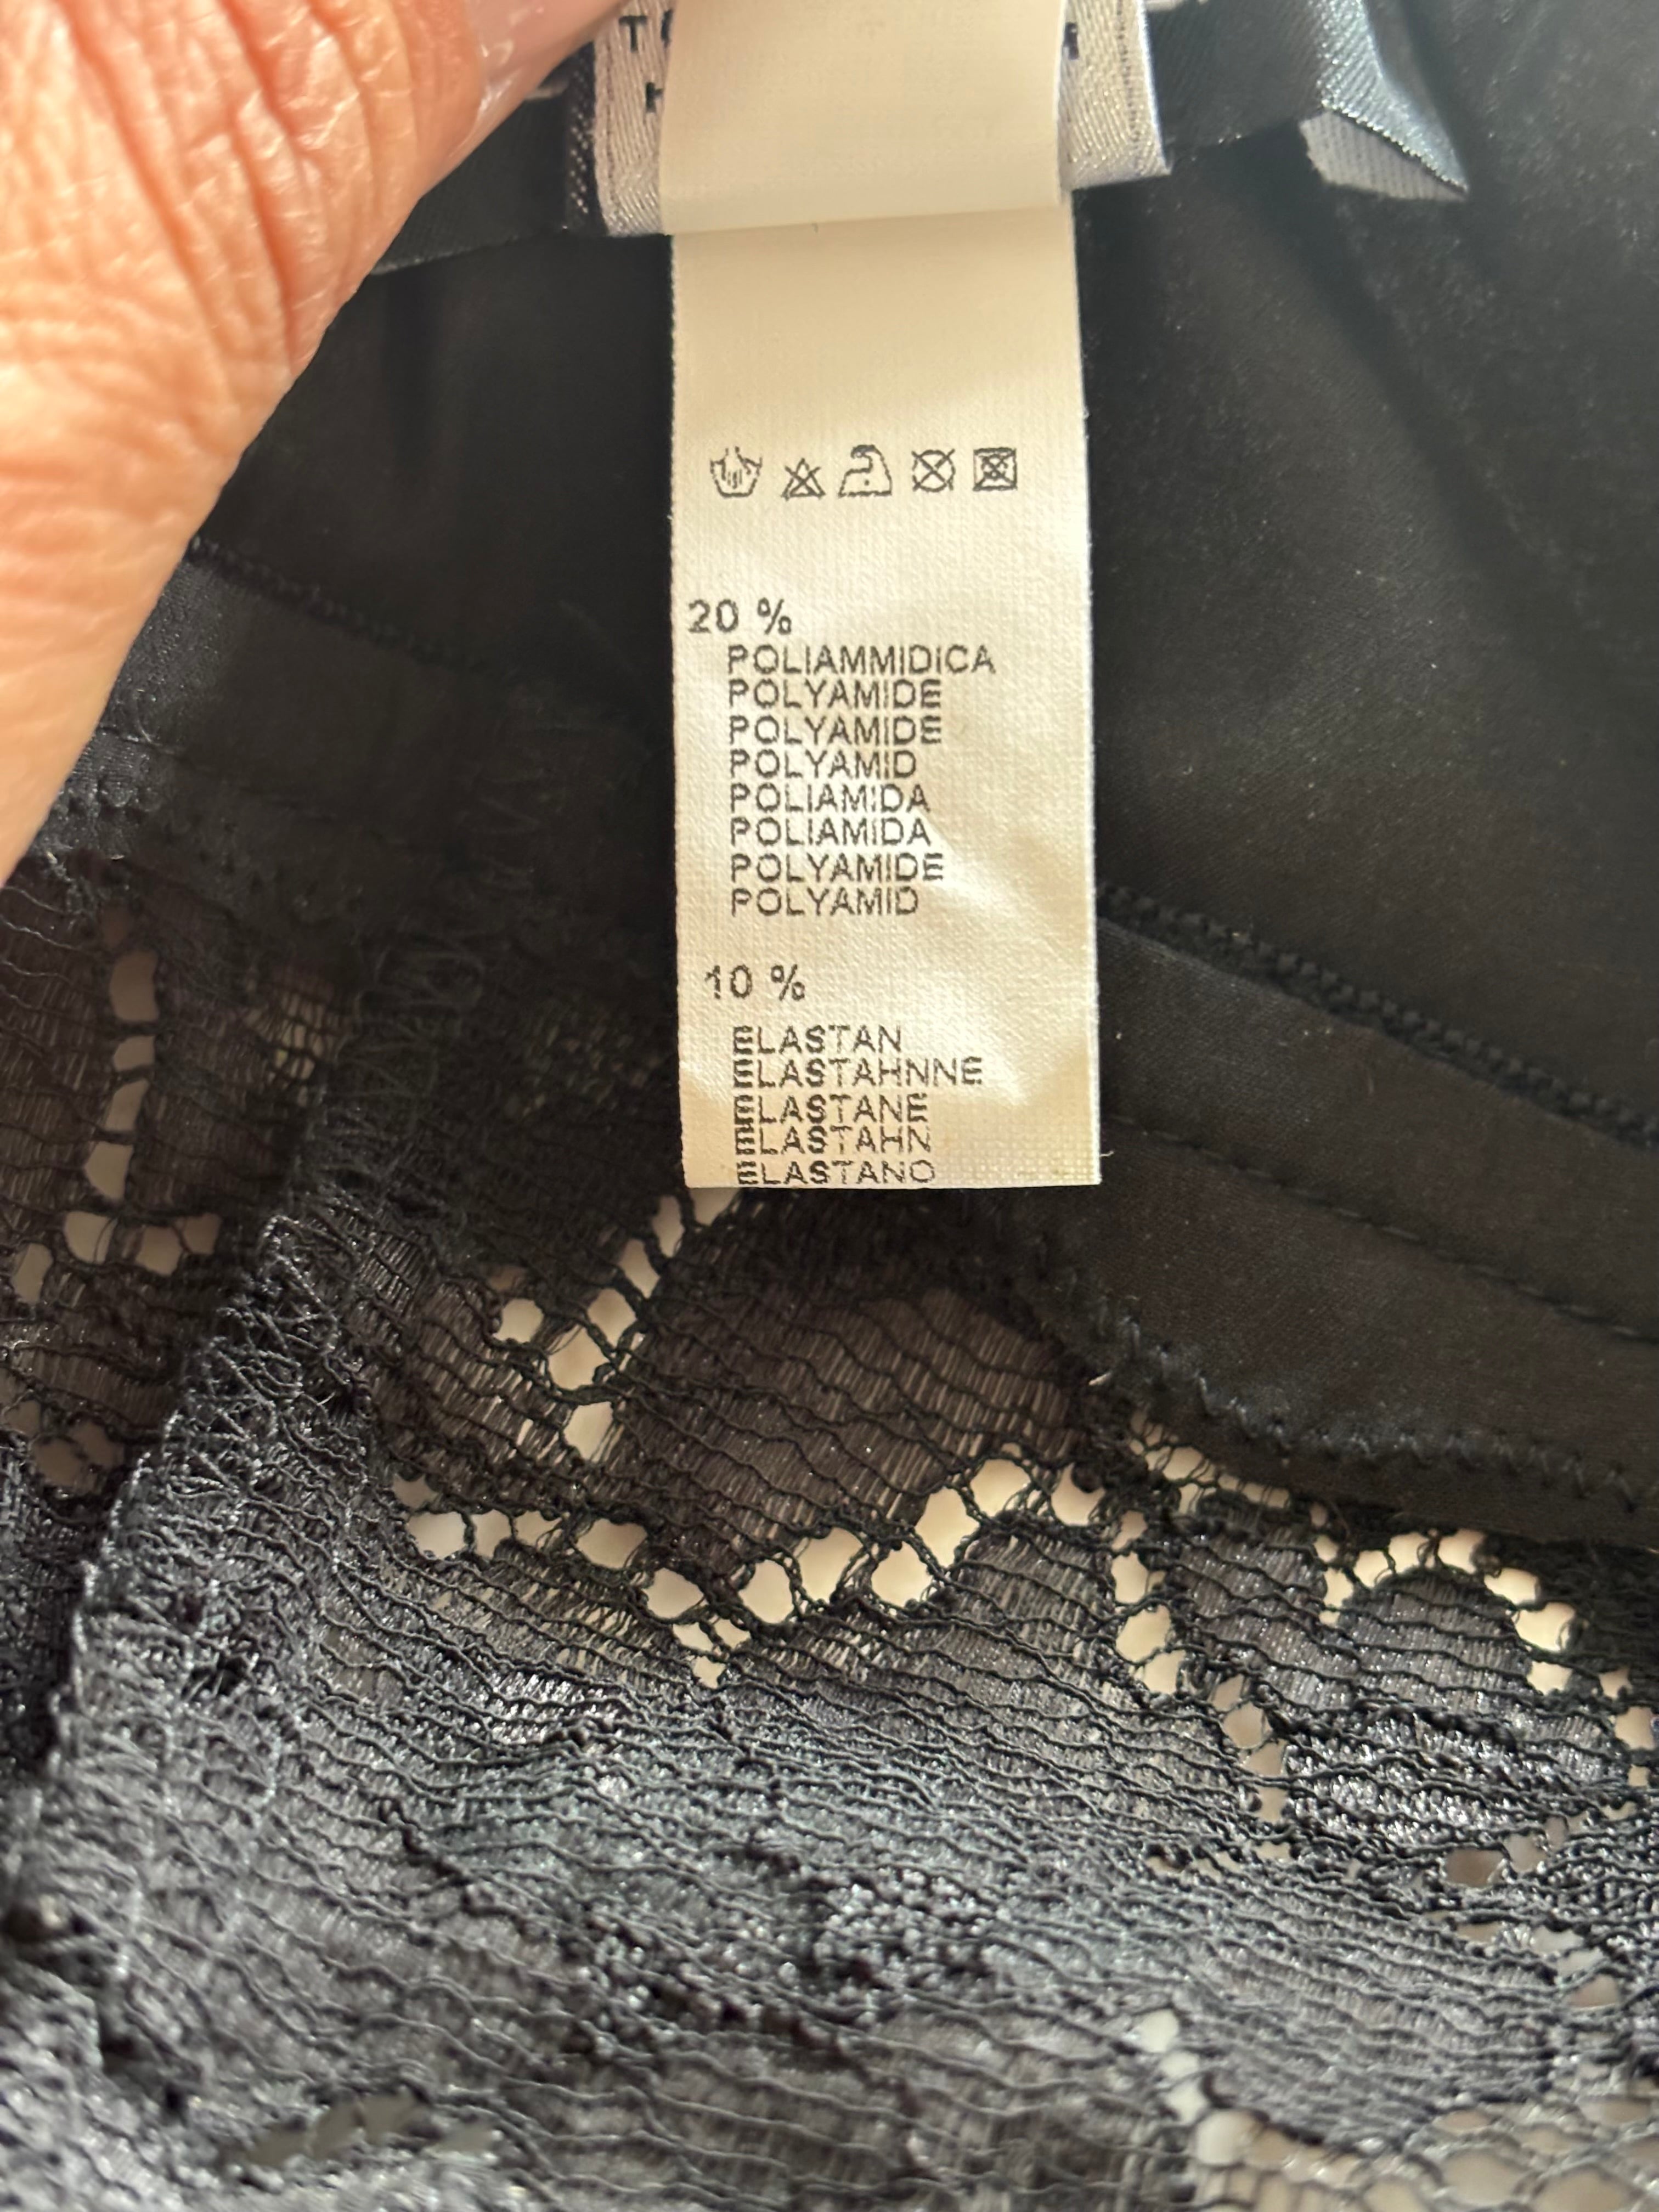 20 %
POLIAMMIDICA
POLYAMIDE
POLYAMIDE
POLYAMID
POLIAMIDA
POLIAMIDA
POLYAMIDE
POLYAMID
10 %
ELASTAN
ELASTAHNNE
ELASTANE
ELASTAHN
ELASTANO